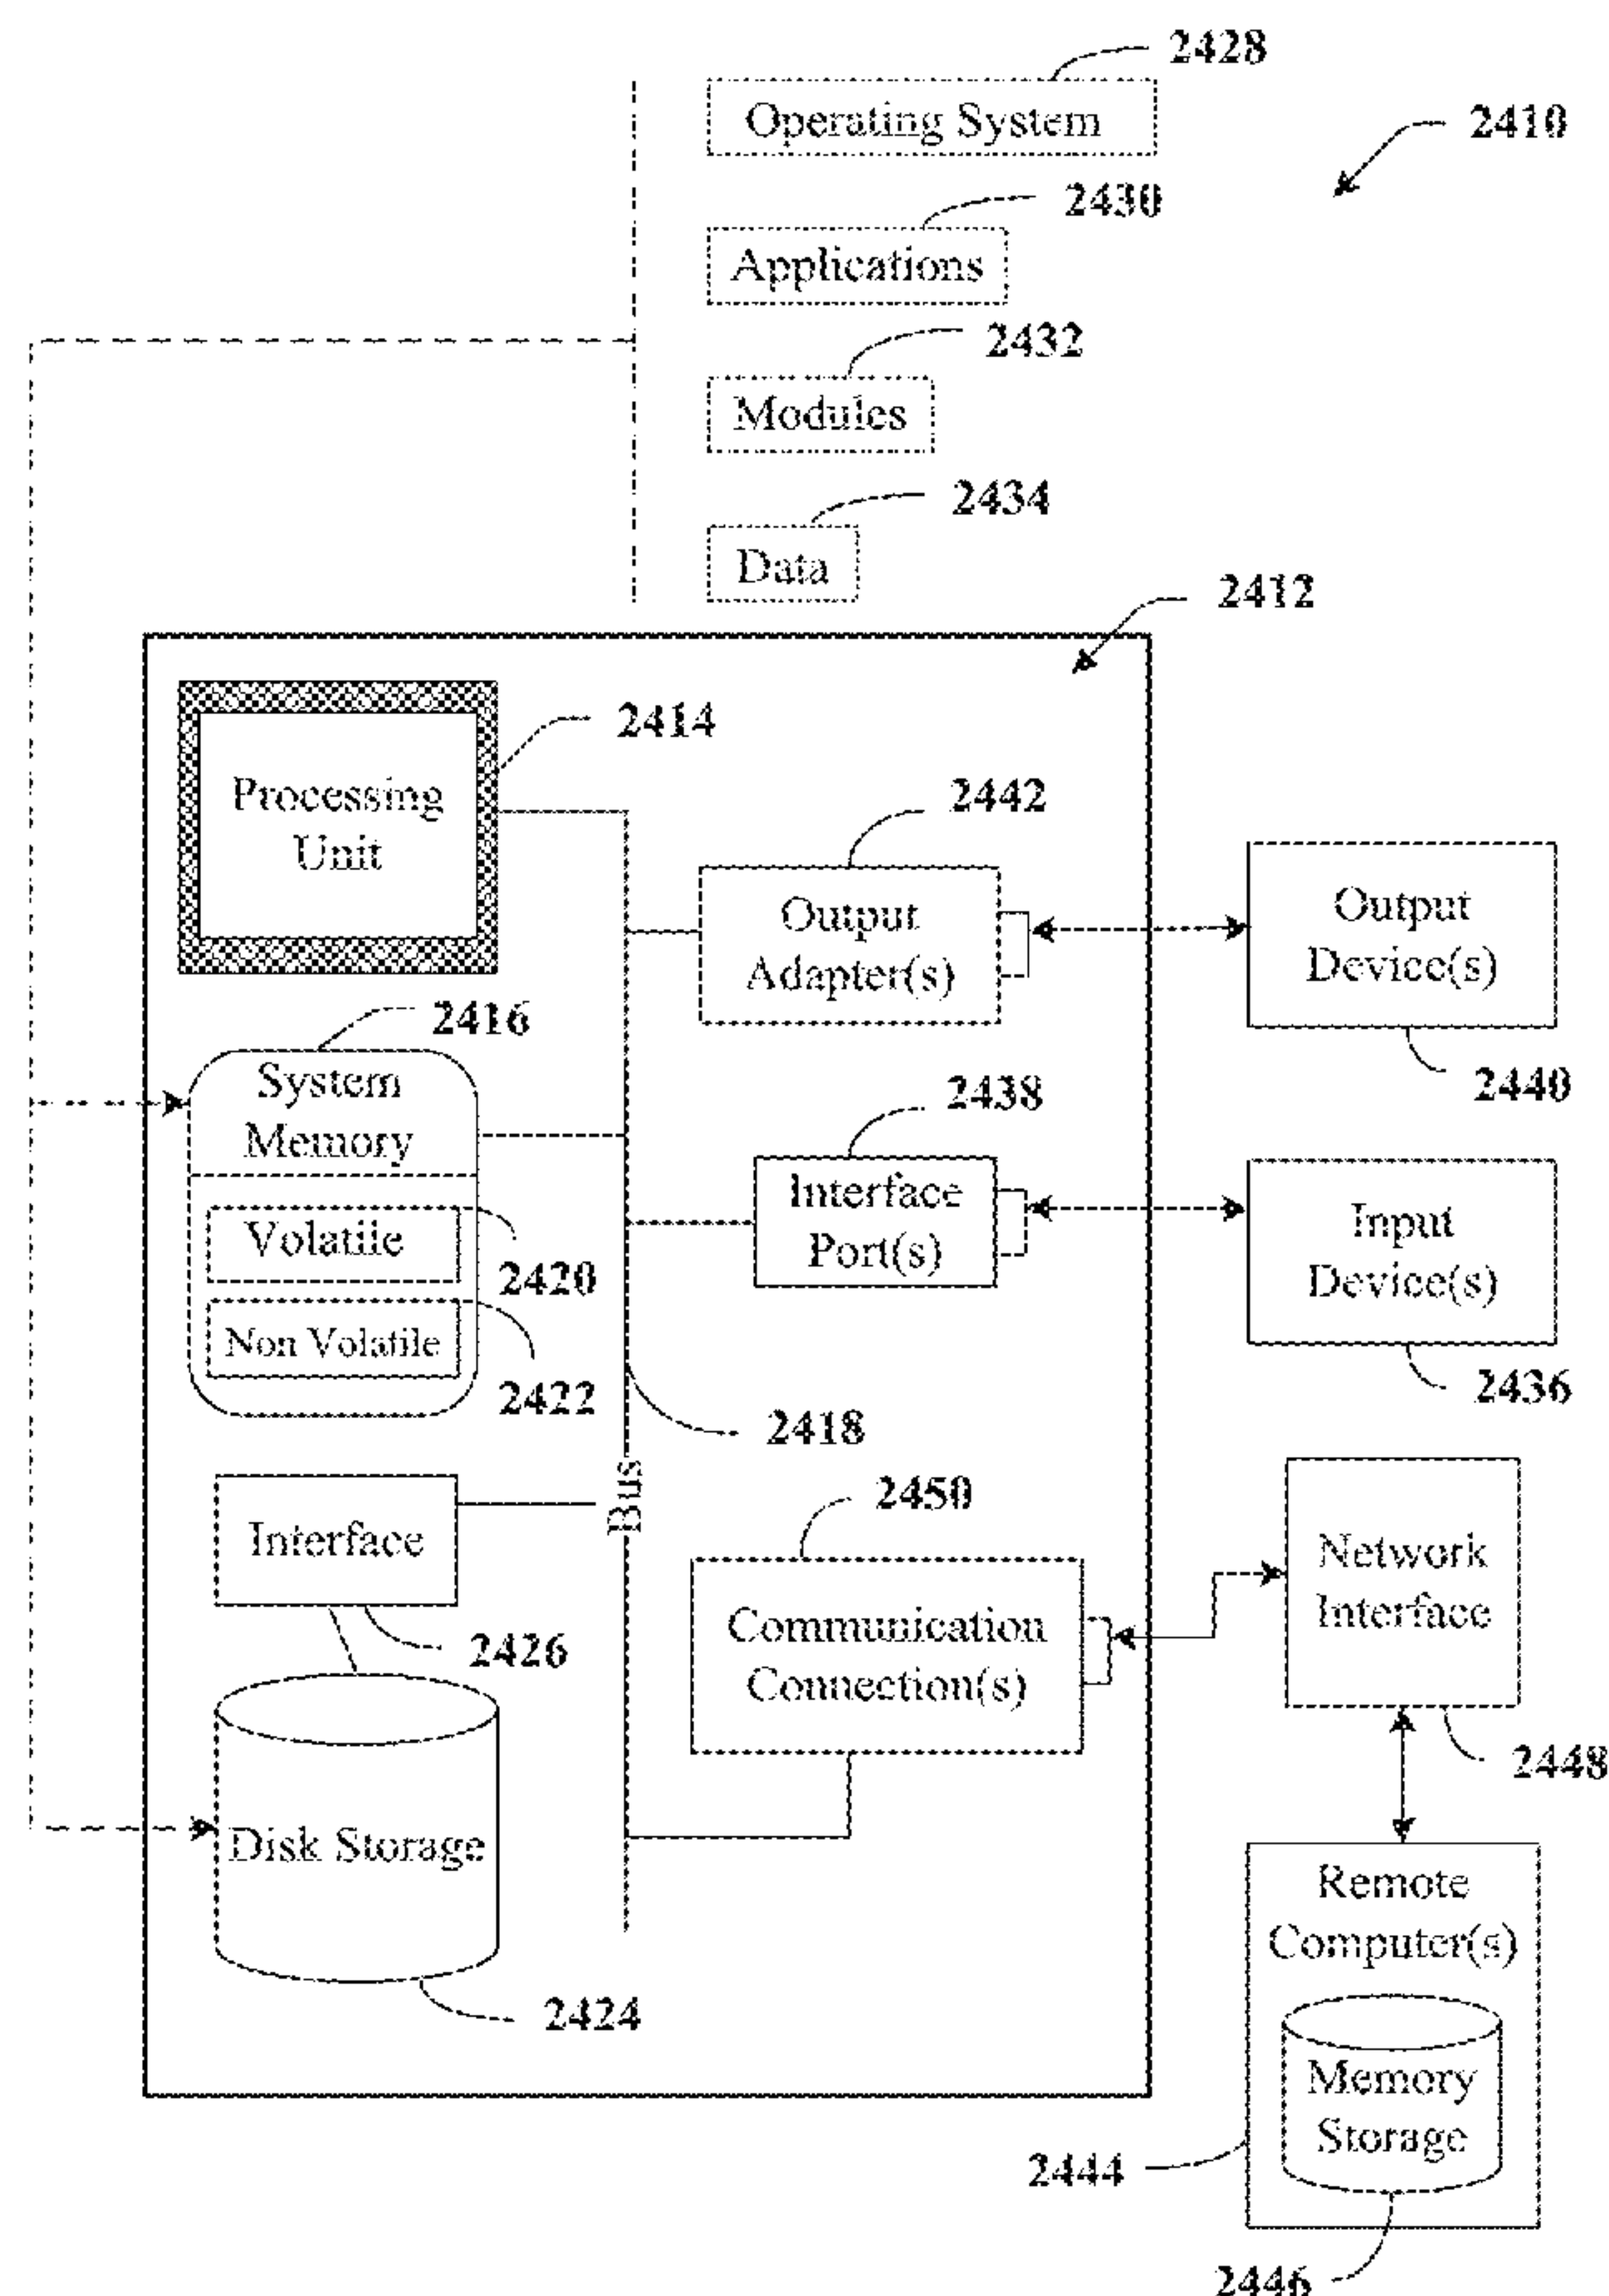 2428
Operating System
2410
2430
Applications
2432
Modules
2434
Data
2412
2414
Processing
Unit
2442
Output
Adapter(s)
Output
Device(s)
2440
2416
System
Memory
2438
Interface
Port(s)
Input
Device(s)
2436
Volatile
2420
Non Volatile
2422
2418
Bus
2450
Interface
2426
Communication
Connection(s)
Network
Interface
2448
Disk Storage
2424
Remote
Computer(s)
Memory
Storage
2444
2446